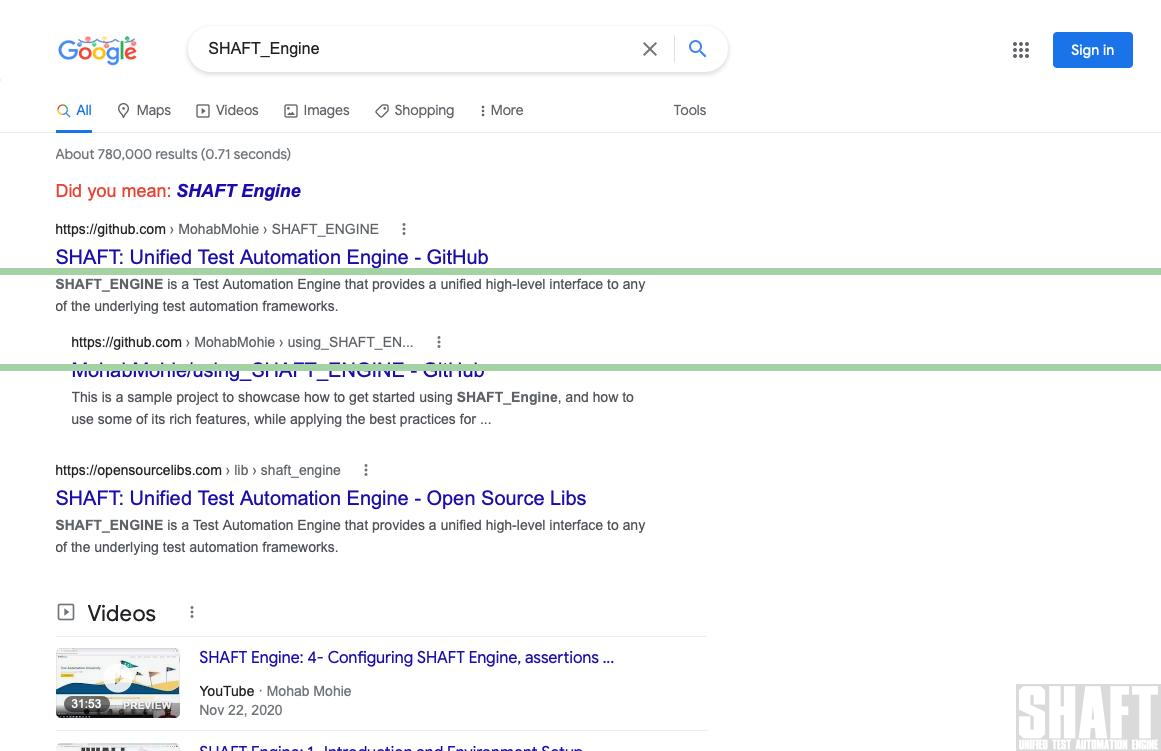 Google
SHAFT_Engine
Sign in
All Maps Videos Images Shopping More Tools
About 780,000 results (0.71 seconds)
Did you mean: SHAFT Engine
https://github.com › MohabMohie › SHAFT_ENGINE
SHAFT: Unified Test Automation Engine - GitHub
SHAFT_ENGINE is a Test Automation Engine that provides a unified high-level interface to any
of the underlying test automation frameworks.
https://github.com › MohabMohie › using_SHAFT_EN...
MohabMohie/using_SHAFT_ENGINE - GitHub
This is a sample project to showcase how to get started using SHAFT_Engine, and how to
use some of its rich features, while applying the best practices for ...
https://opensourcelibs.com › lib › shaft_engine
SHAFT: Unified Test Automation Engine - Open Source Libs
SHAFT_ENGINE is a Test Automation Engine that provides a unified high-level interface to any
of the underlying test automation frameworks.
Videos
SHAFT Engine: 4- Configuring SHAFT Engine, assertions ...
31:53 PREVIEW
YouTube · Mohab Mohie
Nov 22, 2020
SHAFT Engine: 1- Introduction and Environment Setup
SHAFT
UNIFIED TEST AUTOMATION ENGINE